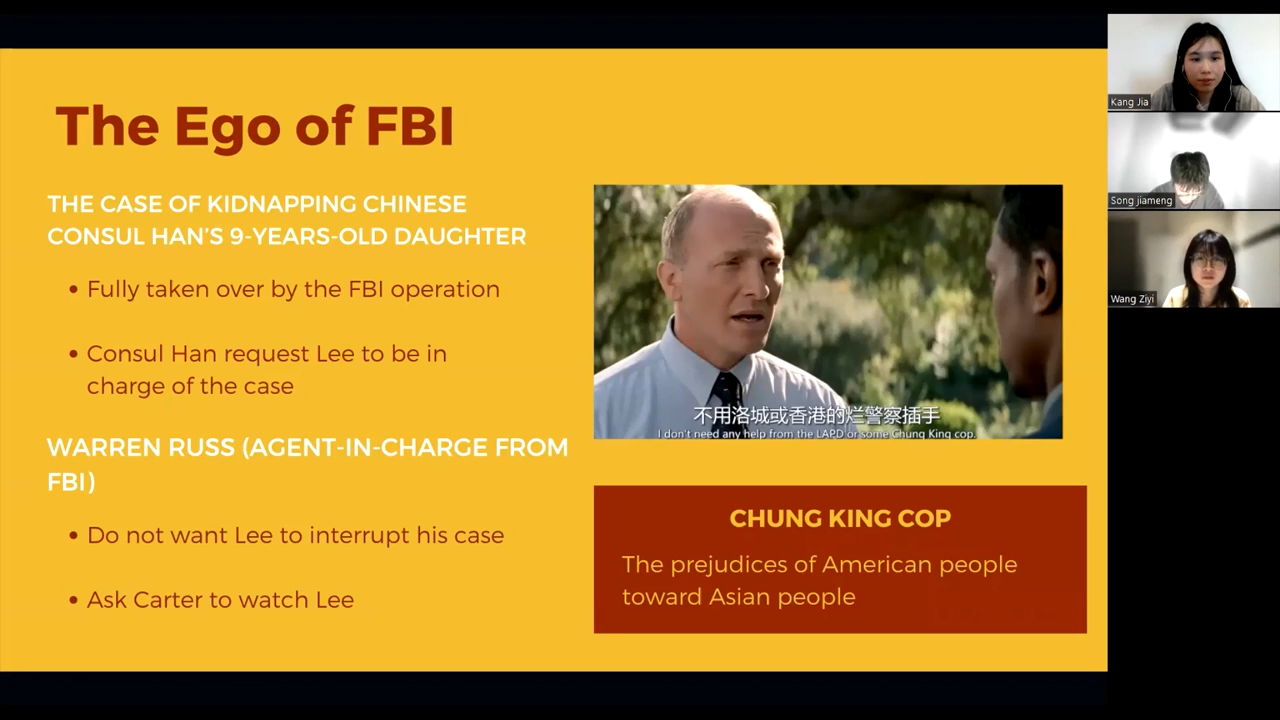 The Ego of FBI
THE CASE OF KIDNAPPING CHINESE
CONSUL HAN'S 9-YEARS-OLD DAUGHTER
• Fully taken over by the FBI operation
• Consul Han request Lee to be in
charge of the case
WARREN RUSS (AGENT-IN-CHARGE FROM
FBI)
• Do not want Lee to interrupt his case
• Ask Carter to watch Lee
不用洛城或香港的烂警察插手
I don't need any help from the LAPD or some Chung King cop.
CHUNG KING COP
The prejudices of American people
toward Asian people
Kang Jia
Song jiameng
Wang Ziyi